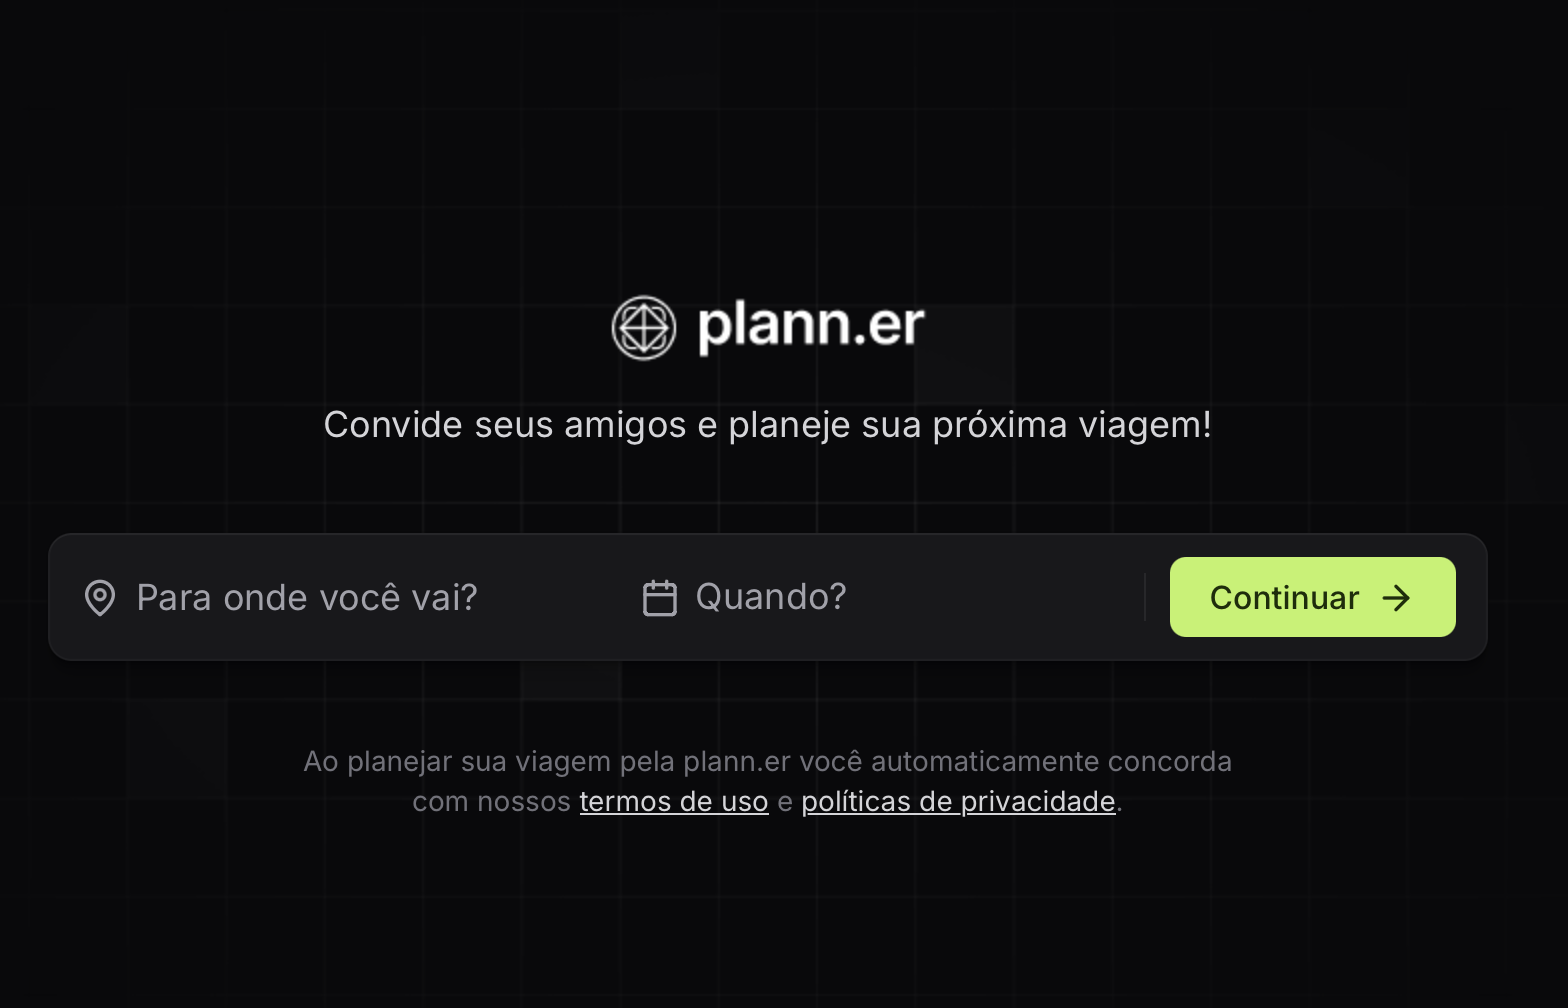 plann.er
Convide seus amigos e planeje sua próxima viagem!
Para onde você vai?
Quando?
Continuar
Ao planejar sua viagem pela plann.er você automaticamente concorda
com nossos termos de uso e políticas de privacidade.